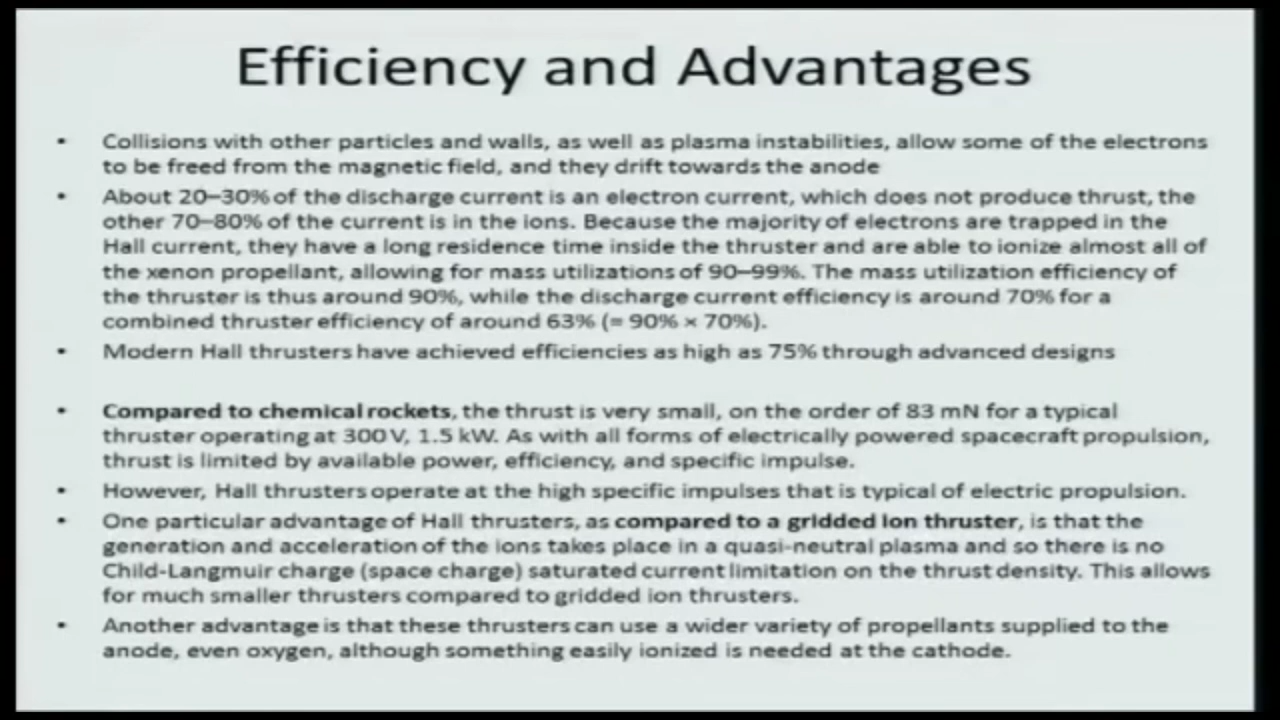 Efficiency and Advantages
• Collisions with other particles and walls, as well as plasma instabilities, allow some of the electrons
to be freed from the magnetic field, and they drift towards the anode
• About 20–30% of the discharge current is an electron current, which does not produce thrust, the
other 70–80% of the current is in the ions. Because the majority of electrons are trapped in the
Hall current, they have a long residence time inside the thruster and are able to ionize almost all of
the xenon propellant, allowing for mass utilizations of 90–99%. The mass utilization efficiency of
the thruster is thus around 90%, while the discharge current efficiency is around 70% for a
combined thruster efficiency of around 63% (= 90% × 70%).
• Modern Hall thrusters have achieved efficiencies as high as 75% through advanced designs
• Compared to chemical rockets, the thrust is very small, on the order of 83 mN for a typical
thruster operating at 300 V, 1.5 kW. As with all forms of electrically powered spacecraft propulsion,
thrust is limited by available power, efficiency, and specific impulse.
• However, Hall thrusters operate at the high specific impulses that is typical of electric propulsion.
• One particular advantage of Hall thrusters, as compared to a gridded ion thruster, is that the
generation and acceleration of the ions takes place in a quasi-neutral plasma and so there is no
Child-Langmuir charge (space charge) saturated current limitation on the thrust density. This allows
for much smaller thrusters compared to gridded ion thrusters.
• Another advantage is that these thrusters can use a wider variety of propellants supplied to the
anode, even oxygen, although something easily ionized is needed at the cathode.